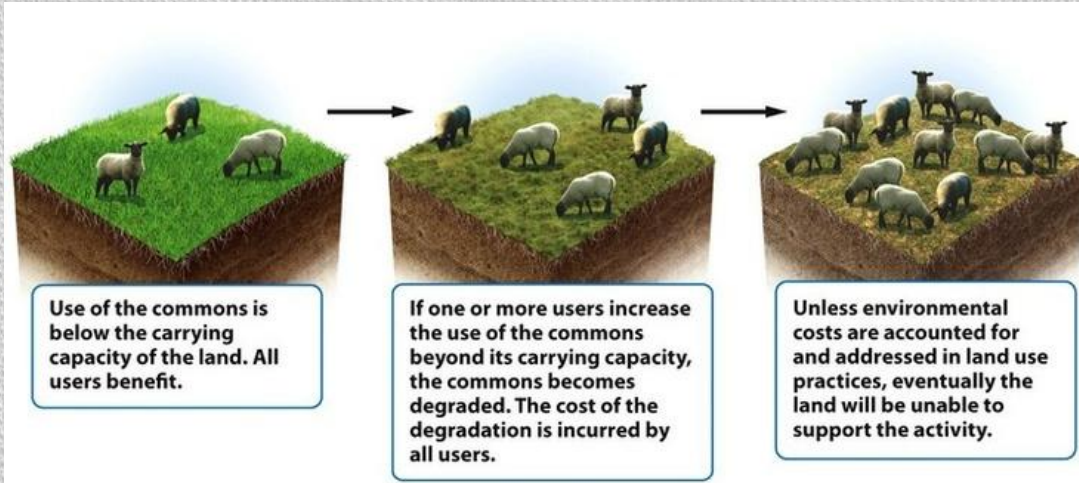 Use of the commons is
below the carrying
capacity of the land. All
users benefit.
If one or more users increase
the use of the commons
beyond its carrying capacity,
the commons becomes
degraded. The cost of the
degradation is incurred by
all users.
Unless environmental
costs are accounted for
and addressed in land use
practices, eventually the
land will be unable to
support the activity.